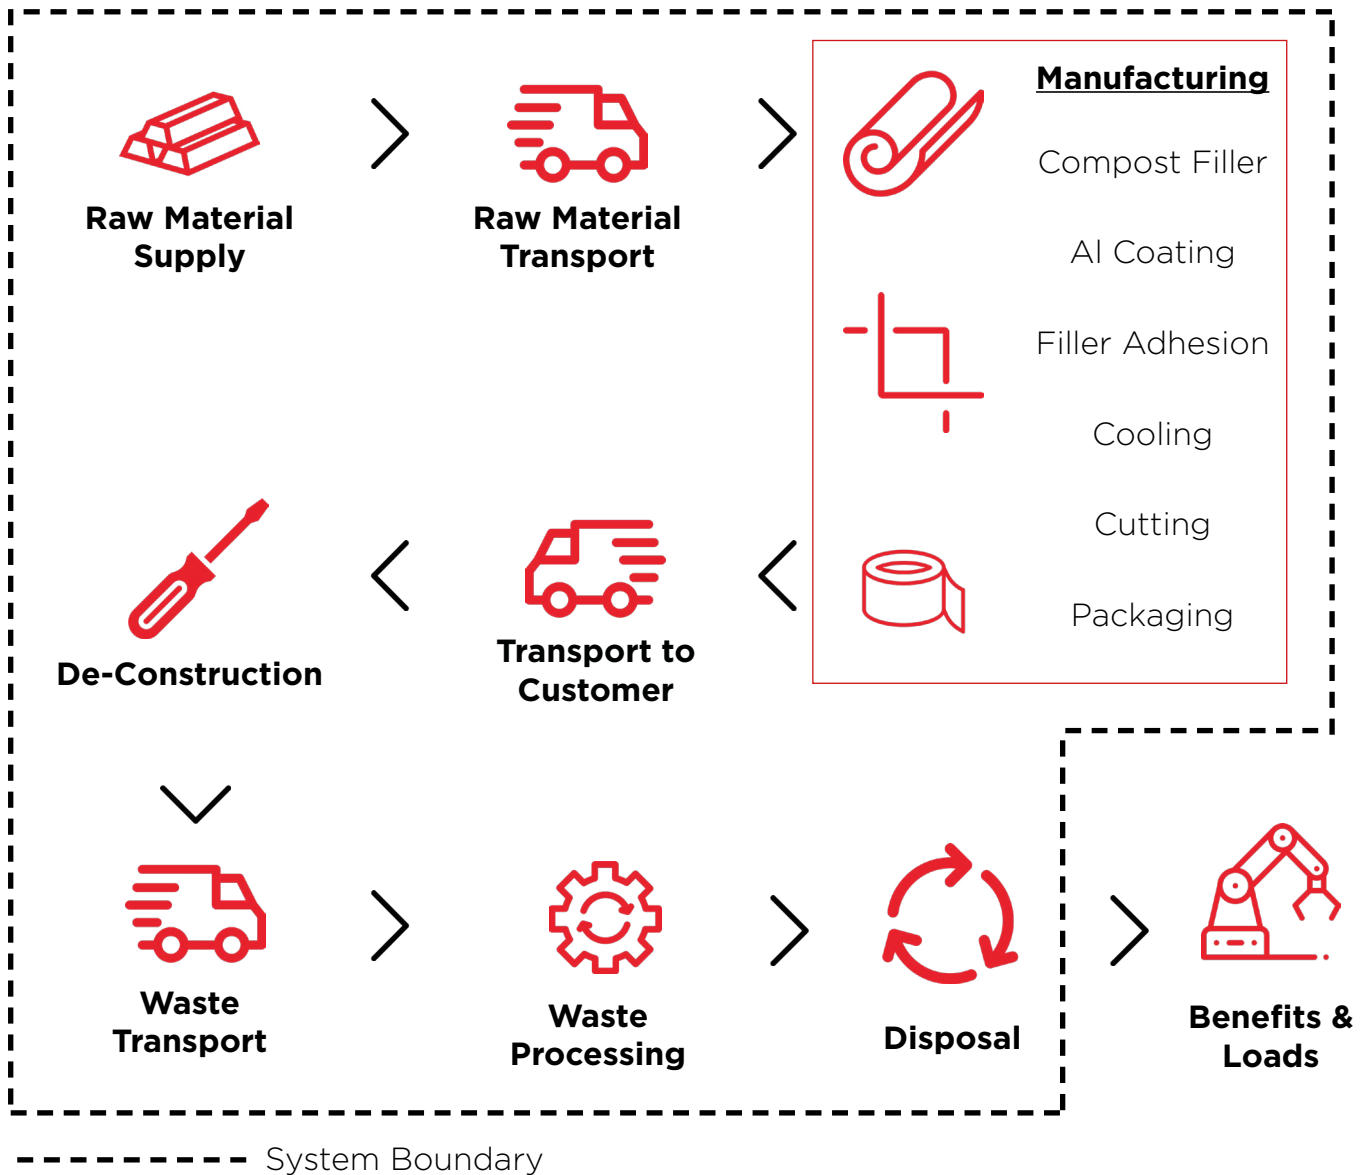 Raw Material
Supply
Raw Material
Transport
Manufacturing
Compost Filler
Al Coating
Filler Adhesion
Cooling
Cutting
Packaging
Transport to
Customer
De-Construction
Waste
Transport
Waste
Processing
Disposal
Benefits &
Loads
System Boundary